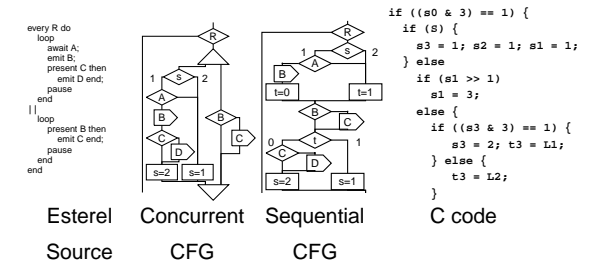 every R do
loop
await A;
emit B;
present C then
emit D end;
pause
end
||
loop
present B then
emit C end;
pause
end
end
R
1 s 2
A
B
B
C
C
D
s=2 s=1
R
1 s 2
A
B
t=0 t=1
B
C
0 t 1
C
D
s=2 s=1
if ((s0 & 3) == 1) {
if (S) {
s3 = 1; s2 = 1; s1 = 1;
} else
if (s1 >> 1)
s1 = 3;
else {
if ((s3 & 3) == 1) {
s3 = 2; t3 = L1;
} else {
t3 = L2;
}
Esterel Concurrent Sequential C code
Source CFG CFG